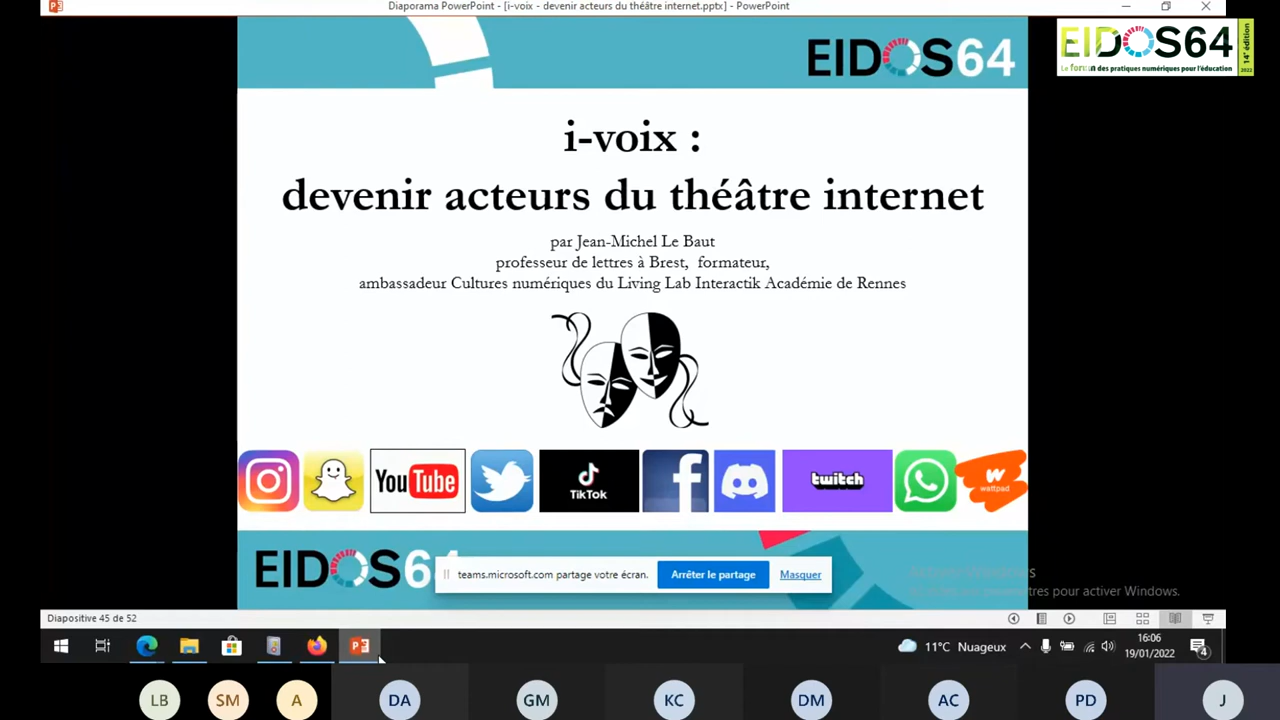 Diaporama PowerPoint - [i-voix - devenir acteurs du théâtre internet.pptx] - PowerPoint
EIDOS64
EIDOS64
Le forum des pratiques numériques pour l'éducation
14e édition
2022
i-voix :
devenir acteurs du théâtre internet
par Jean-Michel Le Baut
professeur de lettres à Brest, formateur,
ambassadeur Cultures numériques du Living Lab Interactik Académie de Rennes
YouTube
TikTok
twitch
wattpad
EIDOS6
teams.microsoft.com partage votre écran.
Arrêter le partage
Masquer
pour activer Windows.
Diapositive 45 de 52
11°C Nuageux
16:06
19/01/2022
4
LB
SM
A
DA
GM
KC
DM
AC
PD
J